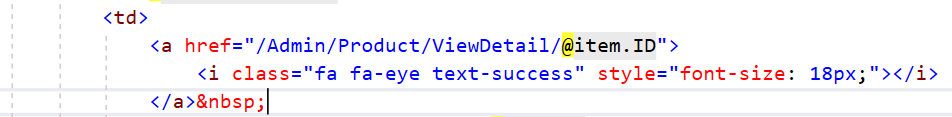 <td>
<a href="/Admin/Product/ViewDetail/@item.ID">
<i class="fa fa-eye text-success" style="font-size: 18px;"></i>
</a>&nbsp;